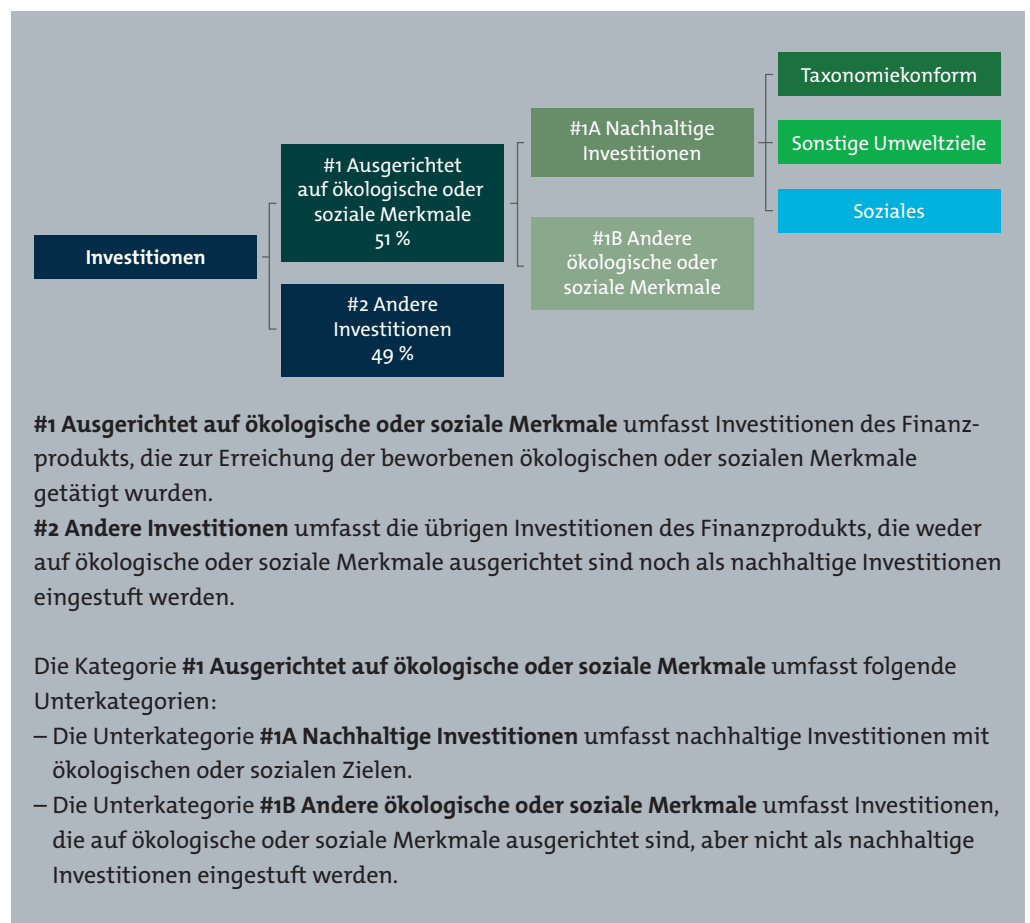 Investitionen
#1 Ausgerichtet
auf ökologische oder
soziale Merkmale
51 %
#2 Andere
Investitionen
49 %
#1A Nachhaltige
Investitionen
#1B Andere
ökologische oder
soziale Merkmale
Taxonomiekonform
Sonstige Umweltziele
Soziales
#1 Ausgerichtet auf ökologische oder soziale Merkmale umfasst Investitionen des Finanz-
produkts, die zur Erreichung der beworbenen ökologischen oder sozialen Merkmale
getätigt wurden.
#2 Andere Investitionen umfasst die übrigen Investitionen des Finanzprodukts, die weder
auf ökologische oder soziale Merkmale ausgerichtet sind noch als nachhaltige Investitionen
eingestuft werden.
Die Kategorie #1 Ausgerichtet auf ökologische oder soziale Merkmale umfasst folgende
Unterkategorien:
– Die Unterkategorie #1A Nachhaltige Investitionen umfasst nachhaltige Investitionen mit
ökologischen oder sozialen Zielen.
– Die Unterkategorie #1B Andere ökologische oder soziale Merkmale umfasst Investitionen,
die auf ökologische oder soziale Merkmale ausgerichtet sind, aber nicht als nachhaltige
Investitionen eingestuft werden.